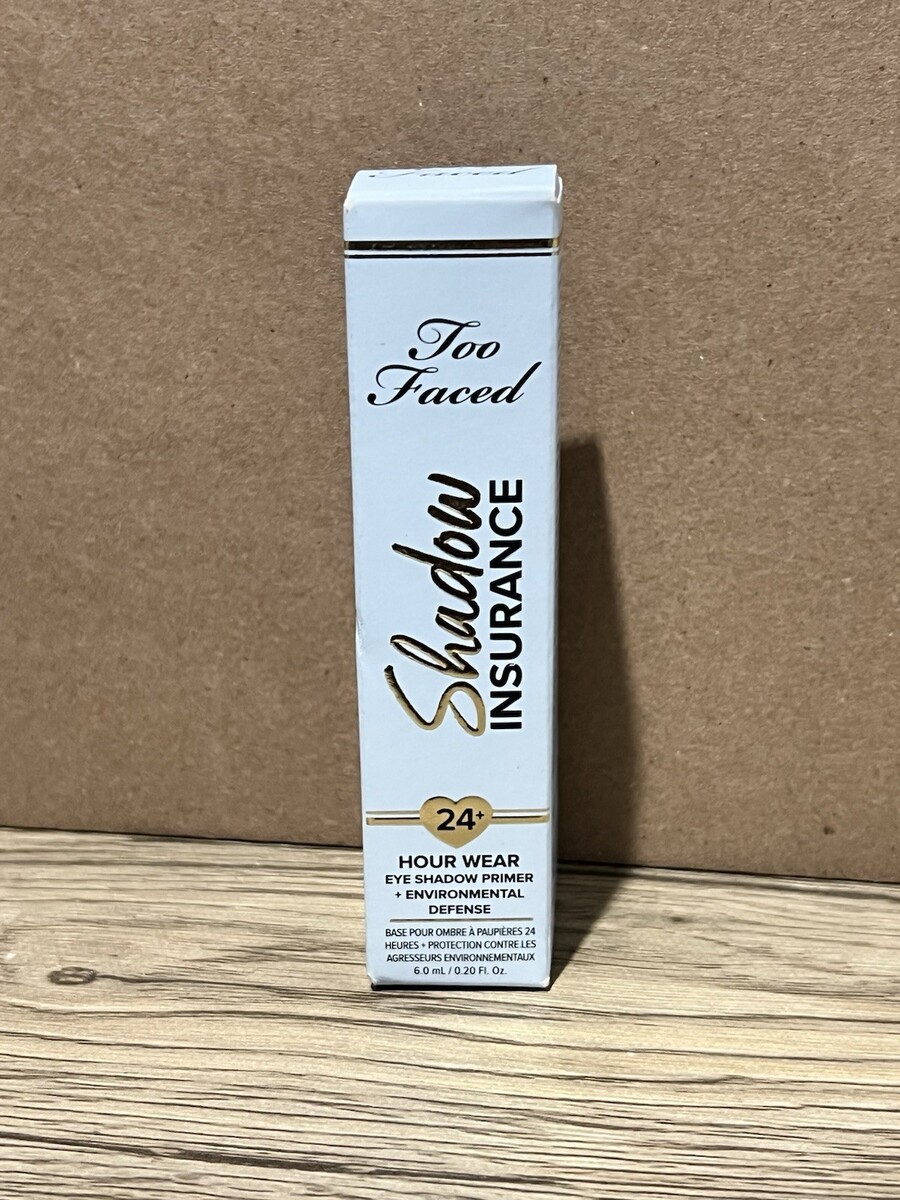 Too
Faced
Shadow
INSURANCE
24+
HOUR WEAR
EYE SHADOW PRIMER
+ ENVIRONMENTAL
DEFENSE
BASE POUR OMBRE À PAUPIÈRES 24
HEURES + PROTECTION CONTRE LES
AGRESSEURS ENVIRONNEMENTAUX
6.0 mL / 0.20 Fl. Oz.